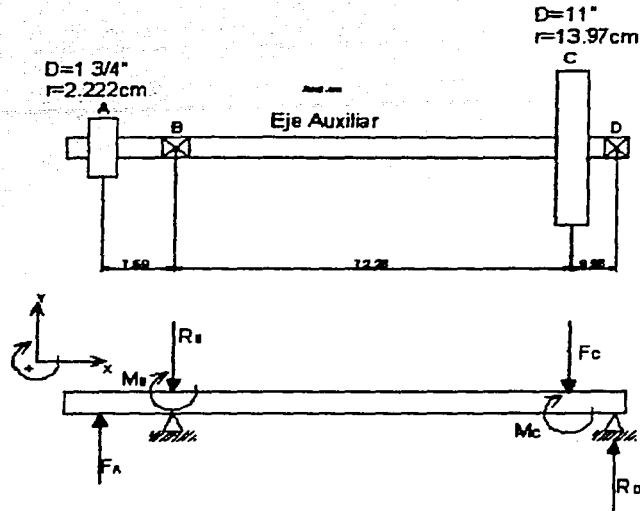 D=11"
r=13.97cm
C
D=1 3/4"
r=2.222cm
A
B
Eje Auxiliar
D
Y
X
+
RB
MB
FC
MC
FA
RD